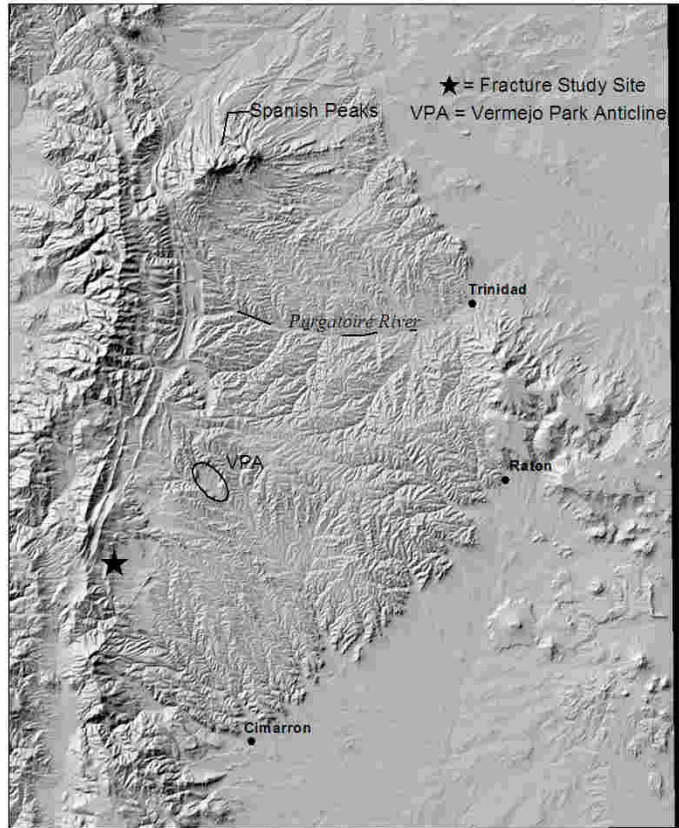 ★ = Fracture Study Site
Spanish Peaks
VPA = Vermejo Park Anticline
Trinidad
Purgatoire River
VPA
Raton
Cimarron